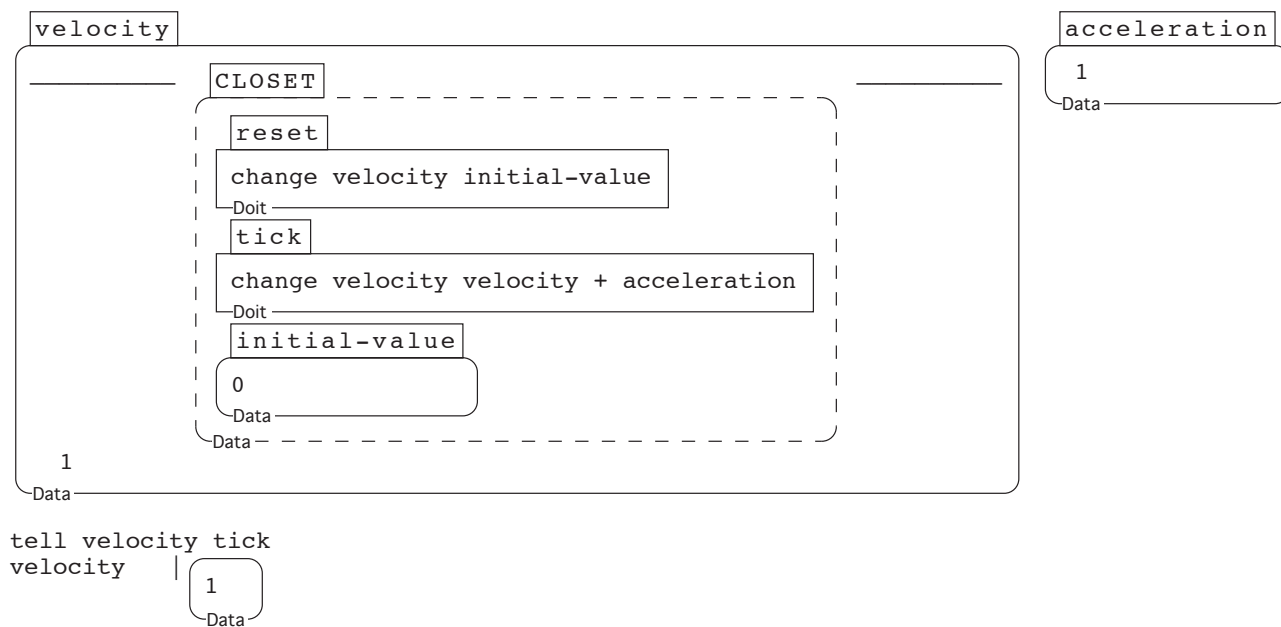 velocity
acceleration
CLOSET
1
Data
reset
change velocity initial-value
Doit
tick
change velocity velocity + acceleration
Doit
initial-value
0
Data
Data
1
Data
tell velocity tick
velocity |
1
Data